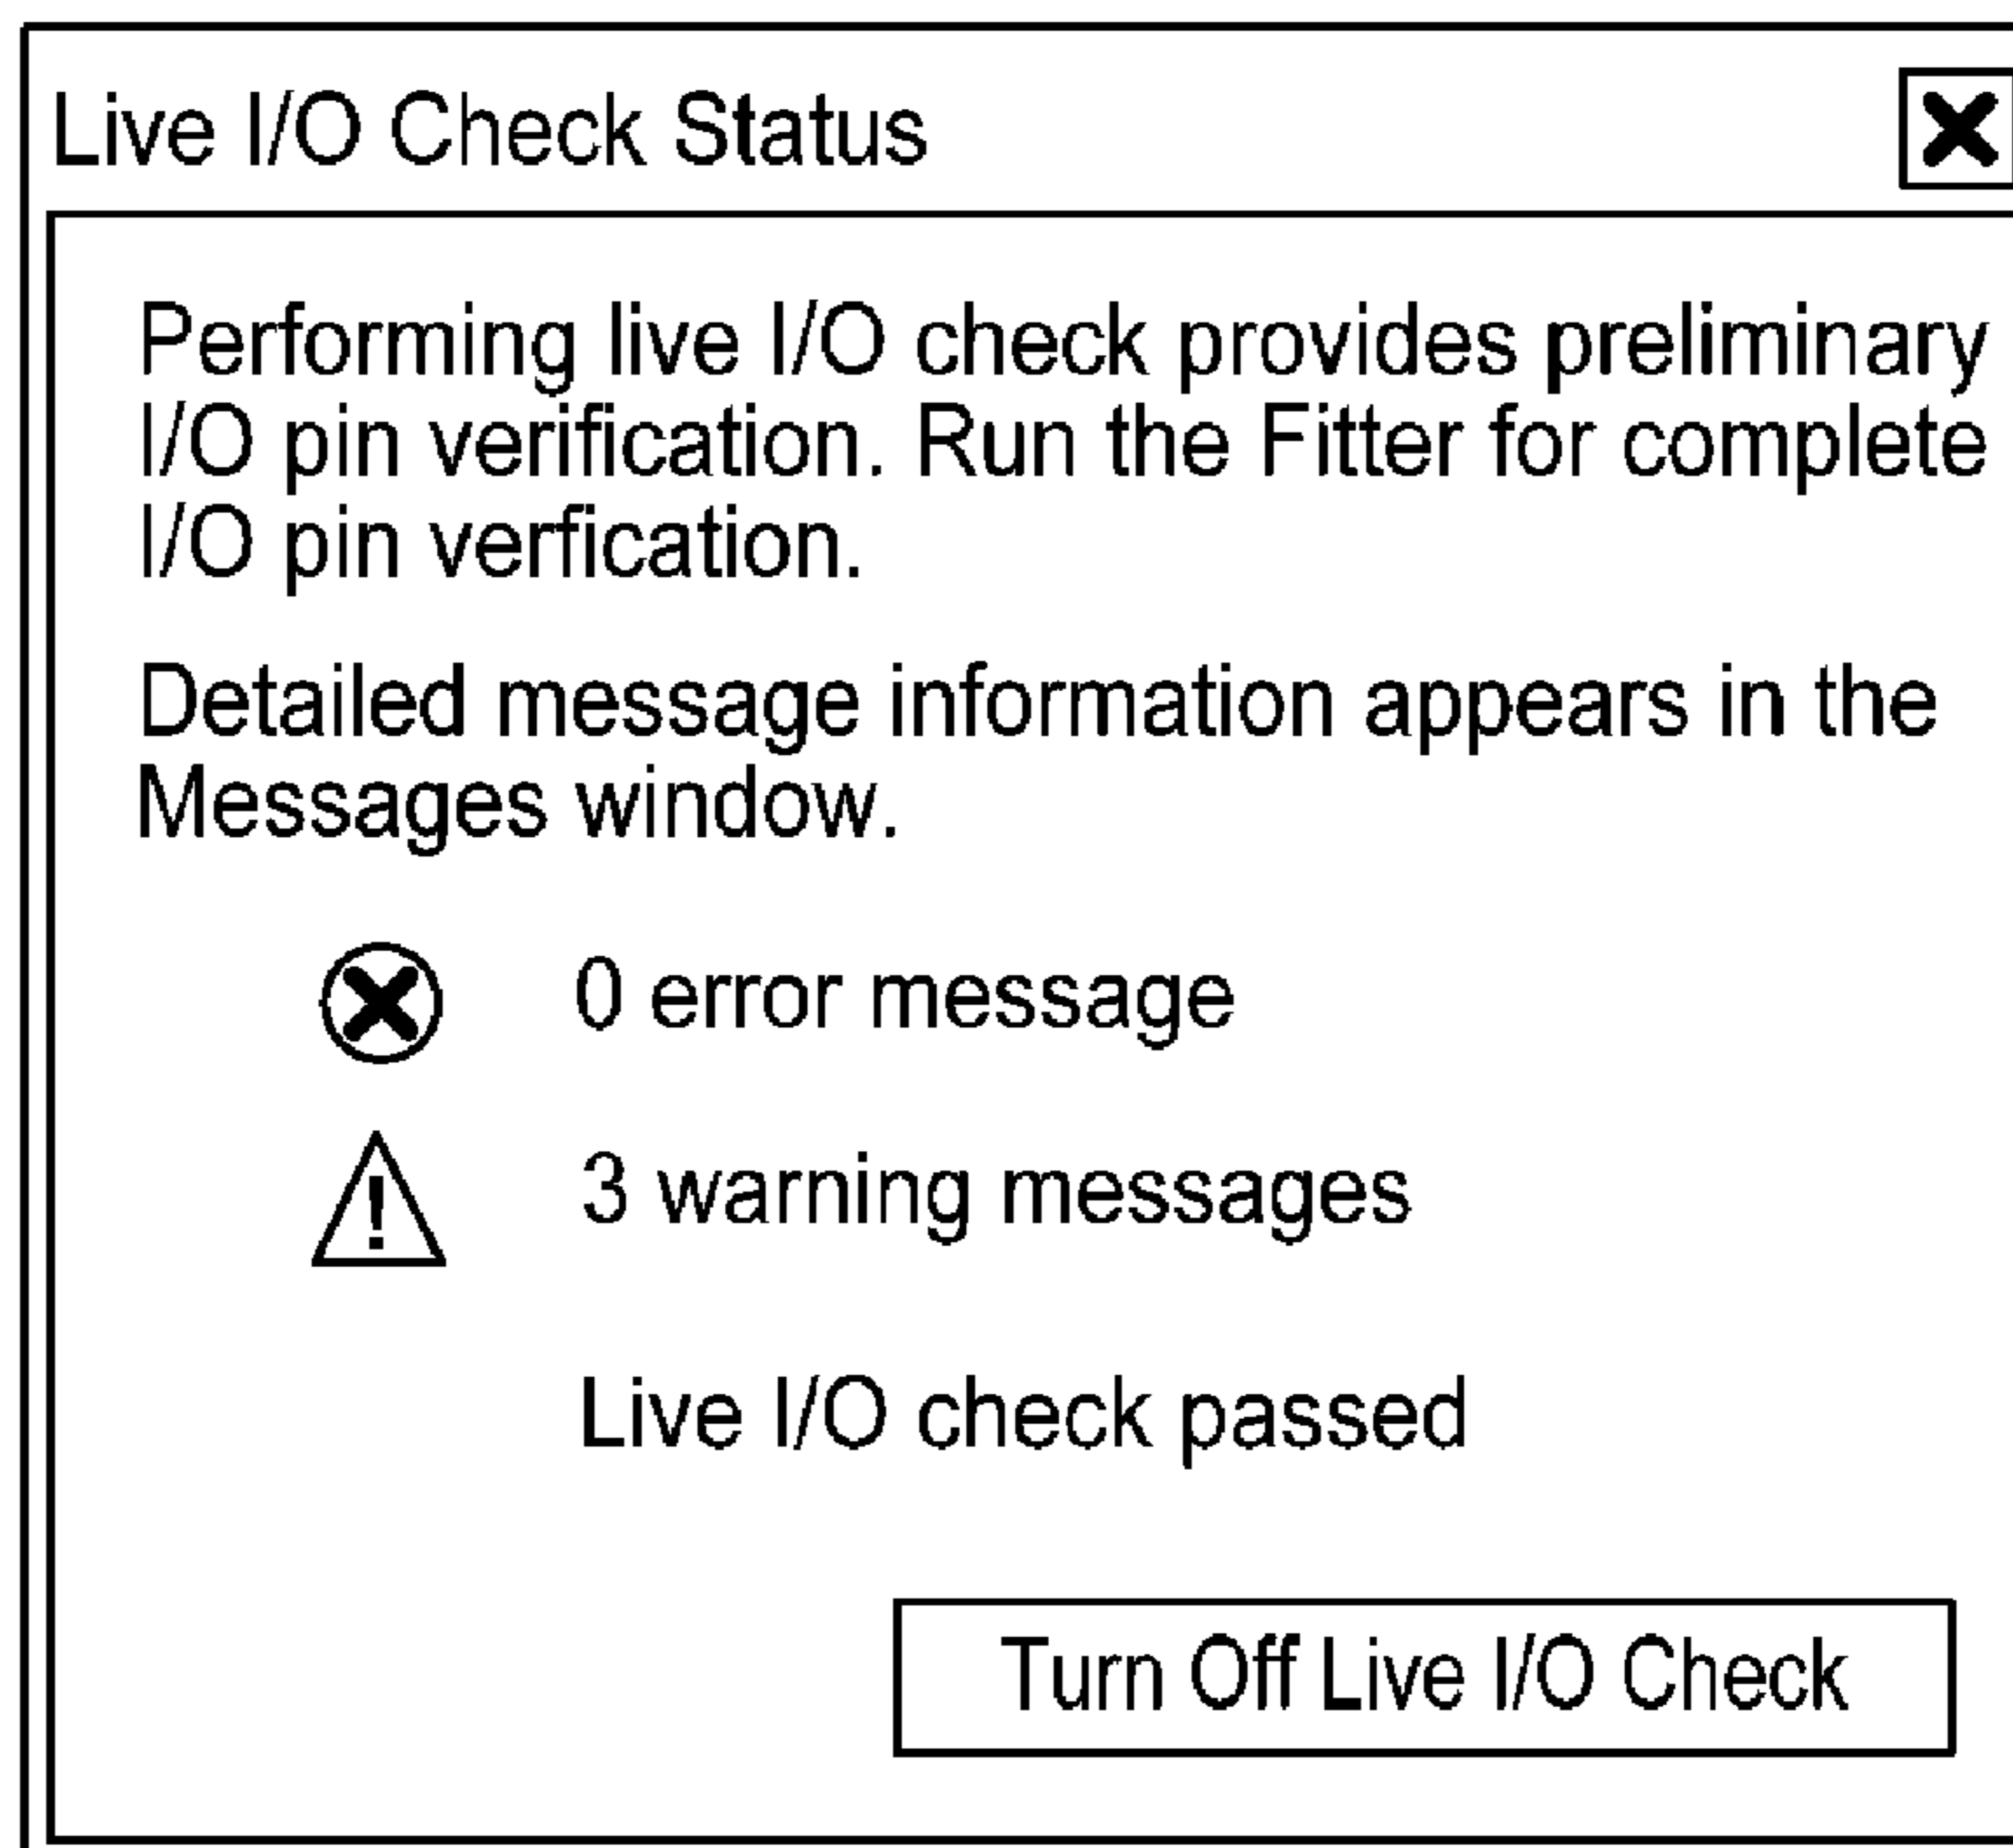 Live I/O Check Status
Performing live I/O check provides preliminary
I/O pin verification. Run the Fitter for complete
I/O pin verfication.
Detailed message information appears in the
Messages window.
0 error message
3 warning messages
Live I/O check passed
Turn Off Live I/O Check